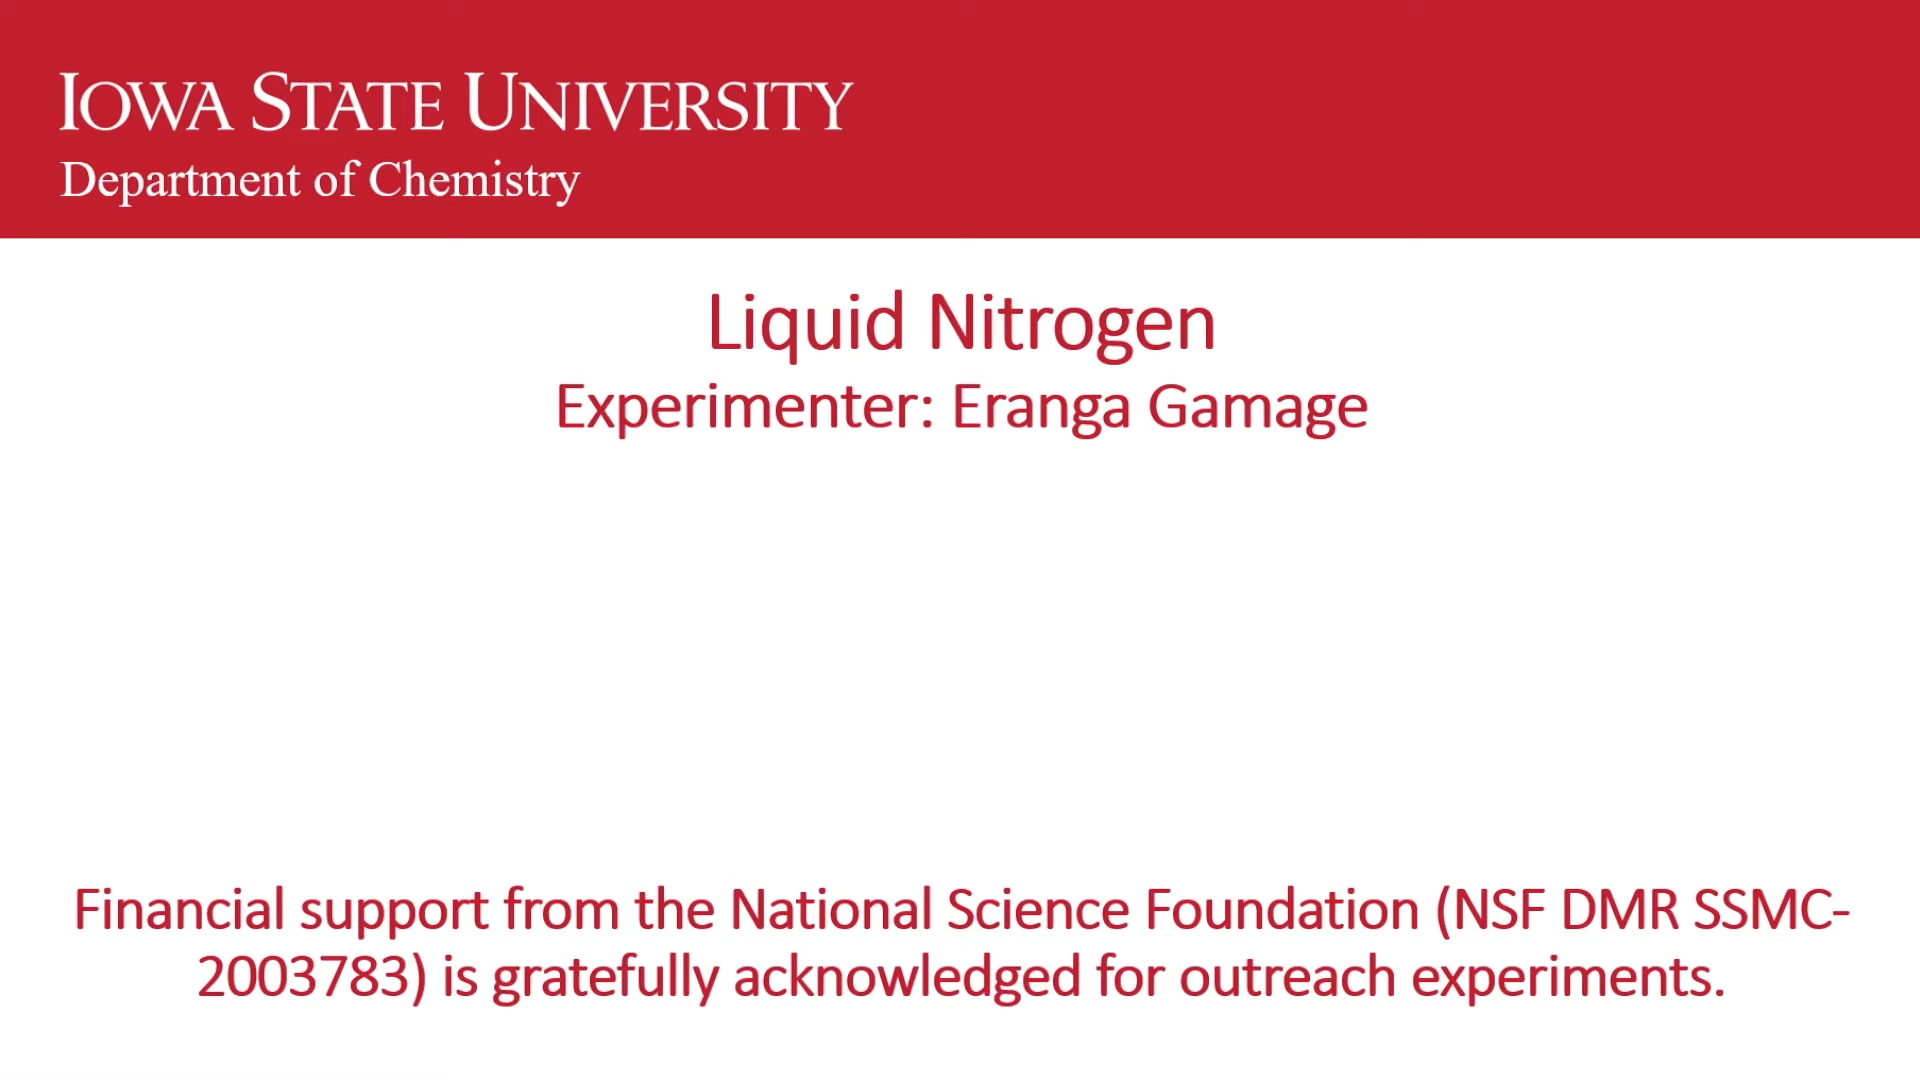 IOWA STATE UNIVERSITY
Department of Chemistry
Liquid Nitrogen
Experimenter: Eranga Gamage
Financial support from the National Science Foundation (NSF DMR SSMC-
2003783) is gratefully acknowledged for outreach experiments.